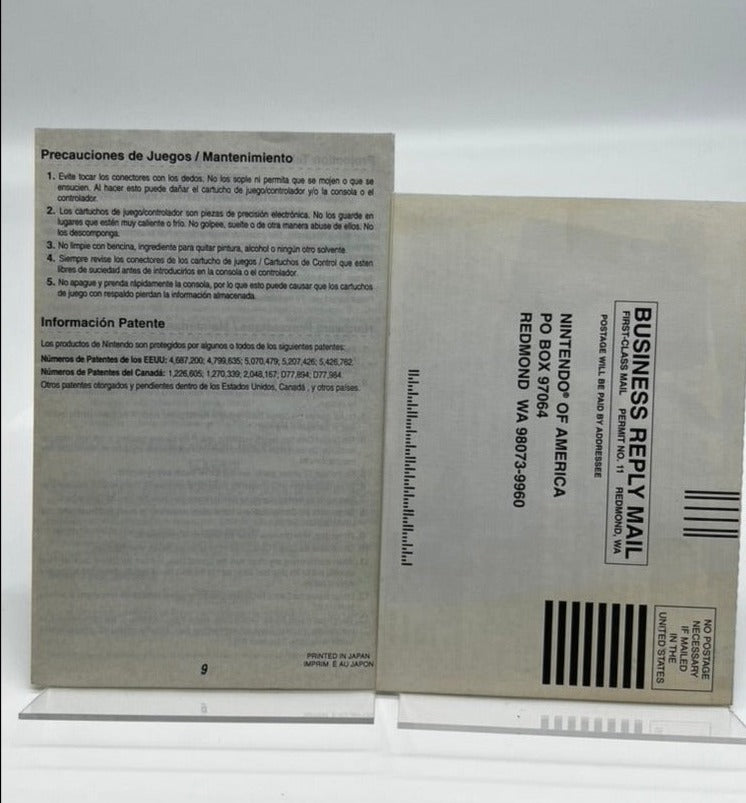 Precauciones de Juegos / Mantenimiento
1. Evite tocar los conectores con los dedos. No los sople ni permita que se mojen o que se
ensucien. Al hacer esto puede dañar el cartucho de juego/controlador y/o la consola o el
controlador.
2. Los cartuchos de juego/controlador son piezas de precisión electrónica. No los guarde en
lugares que estén muy caliente o frío. No golpee, suelte o de otra manera abuse de ellos. No
los descomponga.
3. No limpie con bencina, ingrediente para quitar pintura, alcohol o ningún otro solvente.
4. Siempre revise los conectores de los cartucho de juegos / Cartuchos de Control que esten
libres de suciedad antes de introducirlos en la consola o el controlador.
5. No apague y prenda rápidamente la consola, por lo que esto puede causar que los cartuchos
de juego con respaldo pierdan la información almacenada.
Información Patente
Los productos de Nintendo son protegidos por algunos o todos de los siguientes patentes:
Números de Patentes de los EEUU: 4,687,200; 4,799,635; 5,070,479; 5,207,426; 5,426,762.
Números de Patentes del Canadá: 1,226,605; 1,270,339; 2,048,167; D77,894; D77,984.
Otros patentes otorgados y pendientes dentro de los Estados Unidos, Canadá , y otros países.
9
PRINTED IN JAPAN
IMPRIM É AU JAPON
BUSINESS REPLY MAIL
FIRST-CLASS MAIL PERMIT NO. 11 REDMOND, WA
POSTAGE WILL BE PAID BY ADDRESSEE
NINTENDO® OF AMERICA
PO BOX 97064
REDMOND WA 98073-9960
NO POSTAGE
NECESSARY
IF MAILED
IN THE
UNITED STATES